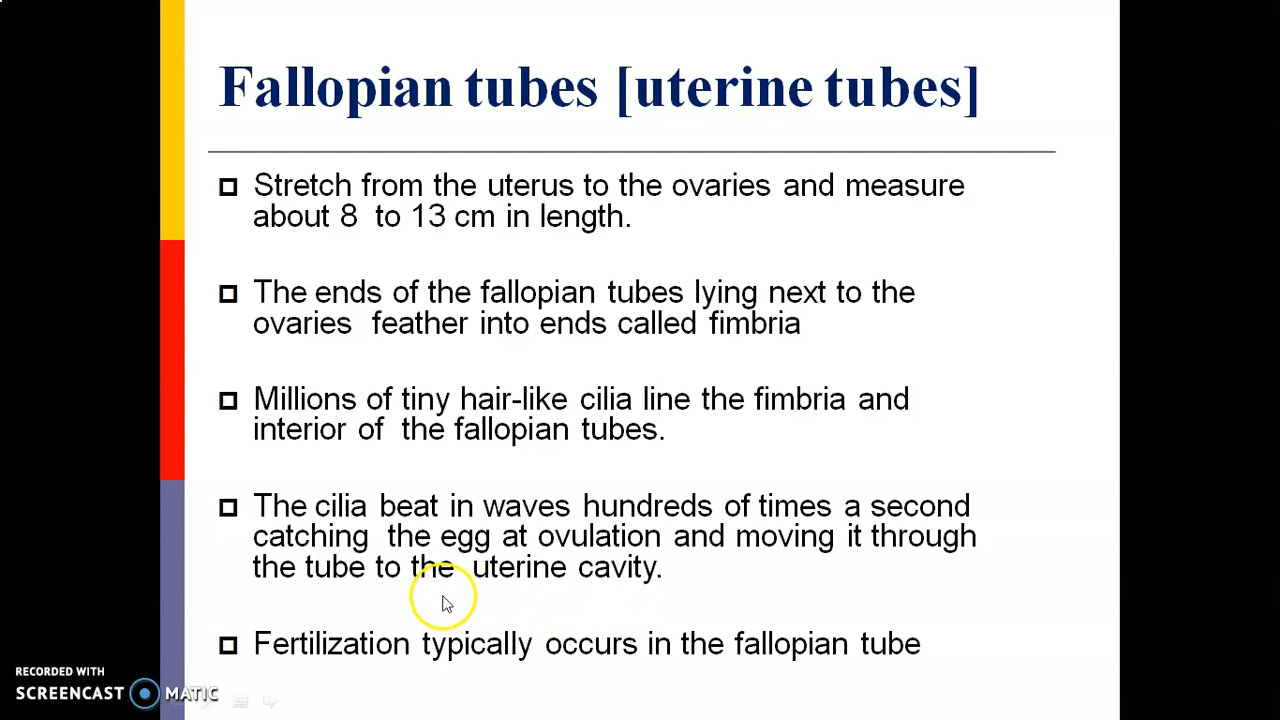 Fallopian tubes [uterine tubes]
Stretch from the uterus to the ovaries and measure
about 8 to 13 cm in length.
The ends of the fallopian tubes lying next to the
ovaries feather into ends called fimbria
Millions of tiny hair-like cilia line the fimbria and
interior of the fallopian tubes.
The cilia beat in waves hundreds of times a second
catching the egg at ovulation and moving it through
the tube to the uterine cavity.
Fertilization typically occurs in the fallopian tube
RECORDED WITH
SCREENCAST MATIC